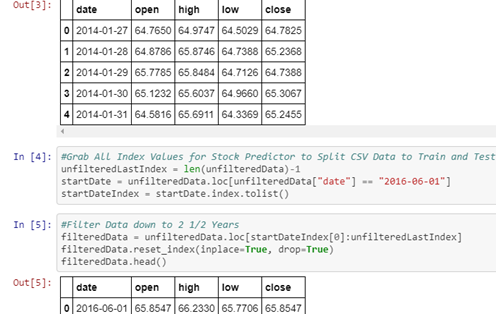 Out[3]:
date open high low close
0 2014-01-27 64.7650 64.9747 64.5029 64.7825
1 2014-01-28 64.8786 65.8746 64.7388 65.2368
2 2014-01-29 65.7785 65.8484 64.7126 64.7388
3 2014-01-30 65.1232 65.6037 64.9660 65.3067
4 2014-01-31 64.5816 65.6911 64.3369 65.2455
In [4]: #Grab All Index Values for Stock Predictor to Split CSV Data to Train and Test
unfilteredLastIndex = len(unfilteredData)-1
startDate = unfilteredData.loc[unfilteredData["date"] == "2016-06-01"]
startDateIndex = startDate.index.tolist()
In [5]: #Filter Data down to 2 1/2 Years
filteredData = unfilteredData.loc[startDateIndex[0]:unfilteredLastIndex]
filteredData.reset_index(inplace=True, drop=True)
filteredData.head()
Out[5]:
date open high low close
0 2016-06-01 65.8547 66.2330 65.7706 65.8547